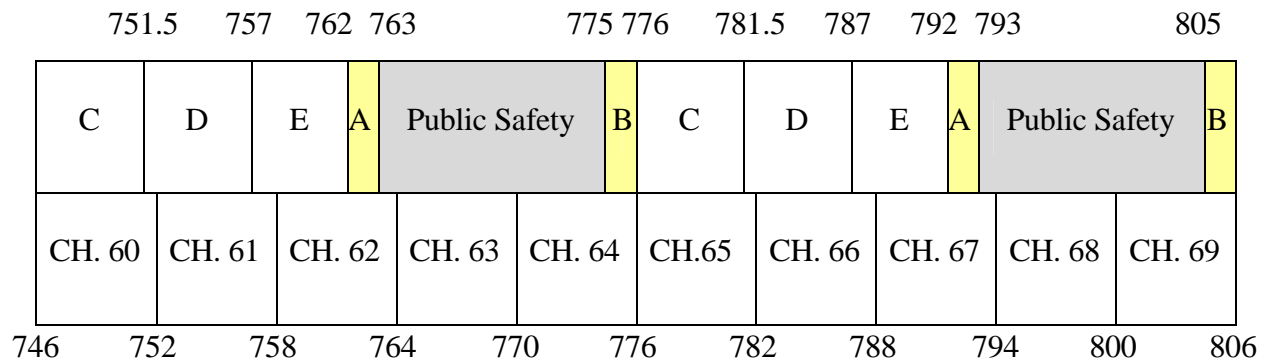 751.5 757 762 763 775 776 781.5 787 792 793 805
C D E A Public Safety B C D E A Public Safety B
CH. 60 CH. 61 CH. 62 CH. 63 CH. 64 CH.65 CH. 66 CH. 67 CH. 68 CH. 69
746 752 758 764 770 776 782 788 794 800 806